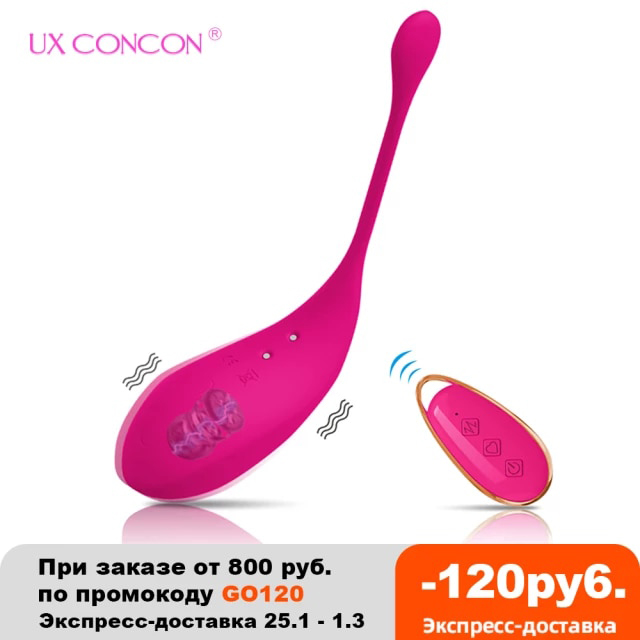 UX CONCON®
При заказе от 800 руб.
по промокоду GO120
Экспресс-доставка 25.1 - 1.3
-120руб.
Экспресс-доставка